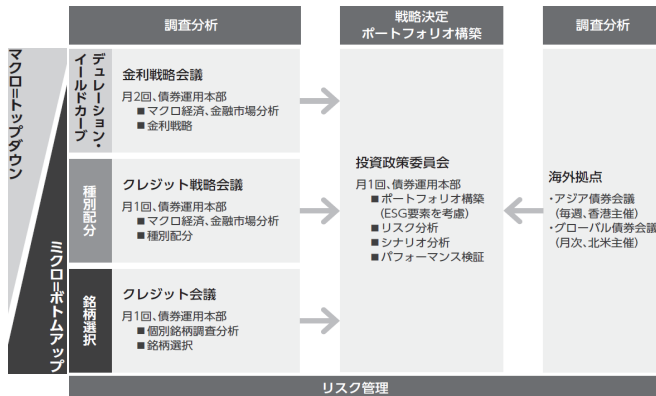 調査分析
戦略決定
ポートフォリオ構築
調査分析
マクロ=トップダウン
ミクロ=ボトムアップ
デュレーション・
イールドカーブ
金利戦略会議
月2回、債券運用本部
■マクロ経済、金融市場分析
■金利戦略
種別配分
クレジット戦略会議
月1回、債券運用本部
■マクロ経済、金融市場分析
■種別配分
銘柄選択
クレジット会議
月1回、債券運用本部
■個別銘柄調査分析
■銘柄選択
投資政策委員会
月1回、債券運用本部
■ポートフォリオ構築
(ESG要素を考慮)
■リスク分析
■シナリオ分析
■パフォーマンス検証
海外拠点
・アジア債券会議
(毎週、香港主催)
・グローバル債券会議
(月次、北米主催)
リスク管理